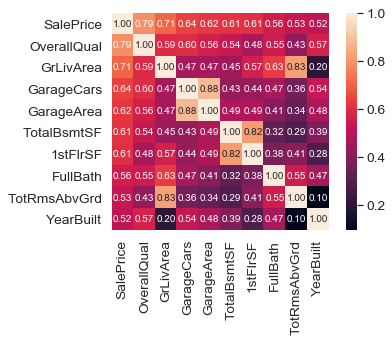 SalePrice 1.00 0.79 0.71 0.64 0.62 0.61 0.61 0.56 0.53 0.52
OverallQual 0.79 1.00 0.59 0.60 0.56 0.54 0.48 0.55 0.43 0.57
GrLivArea 0.71 0.59 1.00 0.47 0.47 0.45 0.57 0.63 0.83 0.20
GarageCars 0.64 0.60 0.47 1.00 0.88 0.43 0.44 0.47 0.36 0.54
GarageArea 0.62 0.56 0.47 0.88 1.00 0.49 0.49 0.41 0.34 0.48
TotalBsmtSF 0.61 0.54 0.45 0.43 0.49 1.00 0.82 0.32 0.29 0.39
1stFlrSF 0.61 0.48 0.57 0.44 0.49 0.82 1.00 0.38 0.41 0.28
FullBath 0.56 0.55 0.63 0.47 0.41 0.32 0.38 1.00 0.55 0.47
TotRmsAbvGrd 0.53 0.43 0.83 0.36 0.34 0.29 0.41 0.55 1.00 0.10
YearBuilt 0.52 0.57 0.20 0.54 0.48 0.39 0.28 0.47 0.10 1.00
SalePrice
OverallQual
GrLivArea
GarageCars
GarageArea
TotalBsmtSF
1stFlrSF
FullBath
TotRmsAbvGrd
YearBuilt
1.0
0.8
0.6
0.4
0.2